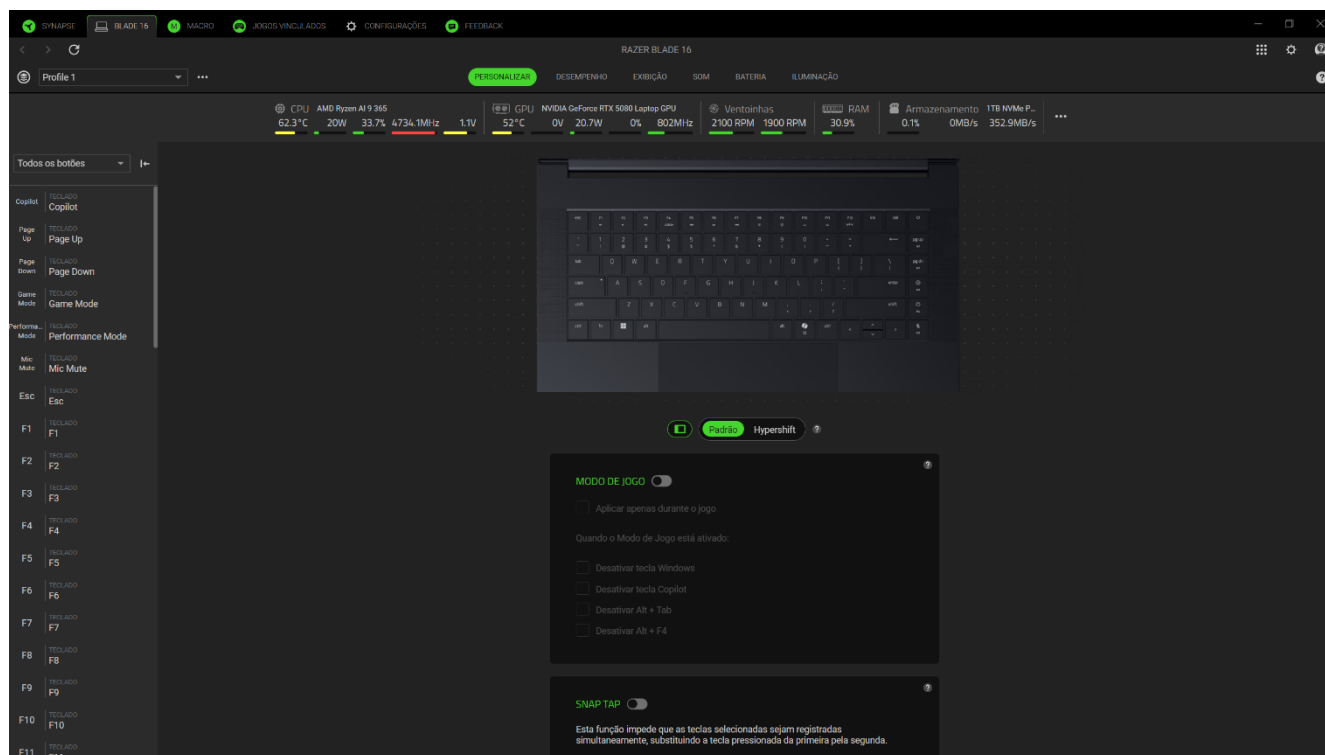 SYNAPSE BLADE 16 MACRO JOGOS VINCULADOS CONFIGURAÇÕES FEEDBACK
RAZER BLADE 16
Profile 1
PERSONALIZAR DESEMPENHO EXIBIÇÃO SOM BATERIA ILUMINAÇÃO
CPU AMD Ryzen AI 9 365 GPU NVIDIA GeForce RTX 5080 Laptop GPU Ventoinhas RAM Armazenamento 1TB NVMe P...
62.3°C 20W 33.7% 4734.1MHz 1.1V 52°C 0V 20.7W 0% 802MHz 2100 RPM 1900 RPM 30.9% 0.1% 0MB/s 352.9MB/s
Todos os botões
Copilot TECLADO
Copilot
Page Up TECLADO
Page Up
Page Down TECLADO
Page Down
Game Mode TECLADO
Game Mode
Performa... Mode TECLADO
Performance Mode
Mic Mute TECLADO
Mic Mute
Esc TECLADO
Esc
F1 TECLADO
F1
F2 TECLADO
F2
F3 TECLADO
F3
F4 TECLADO
F4
F5 TECLADO
F5
F6 TECLADO
F6
F7 TECLADO
F7
F8 TECLADO
F8
F9 TECLADO
F9
F10 TECLADO
F10
F11 TECLADO
Q W E R T Y U I O P
A S D F G H J K L
Z X C V B N M
Padrão Hypershift
MODO DE JOGO
Aplicar apenas durante o jogo
Quando o Modo de Jogo está ativado:
Desativar tecla Windows
Desativar tecla Copilot
Desativar Alt + Tab
Desativar Alt + F4
SNAP TAP
Esta função impede que as teclas selecionadas sejam registradas
simultaneamente, substituindo a tecla pressionada da primeira pela segunda.